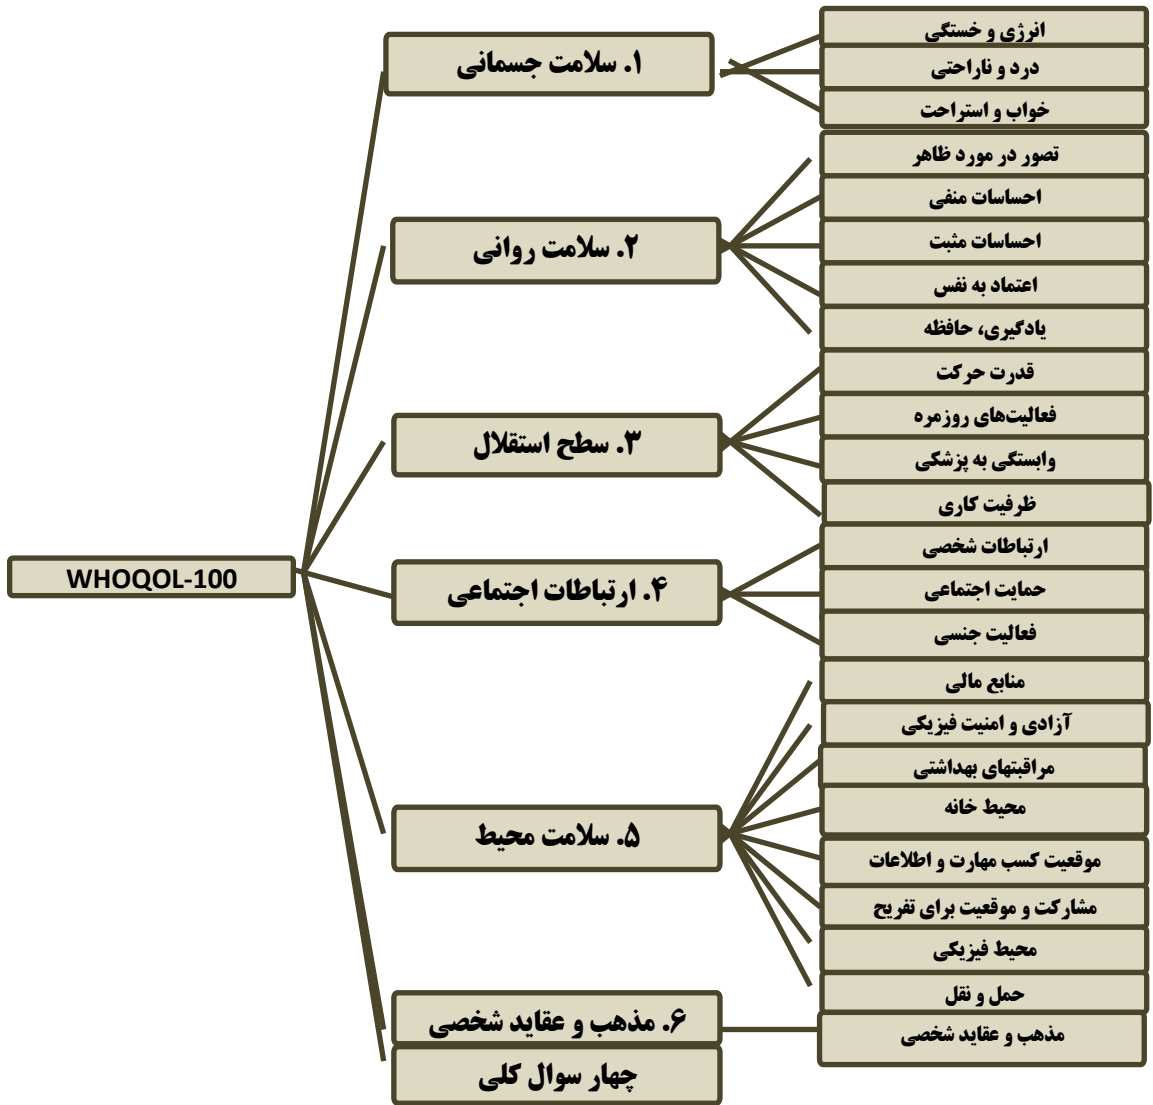 WHOQOL-100
۱. سلامت جسمانی
انرژی و خستگی
درد و ناراحتی
خواب و استراحت
۲. سلامت روانی
تصور در مورد ظاهر
احساسات منفی
احساسات مثبت
اعتماد به نفس
یادگیری، حافظه
۳. سطح استقلال
قدرت حرکت
فعالیت‌های روزمره
وابستگی به پزشکی
ظرفیت کاری
۴. ارتباطات اجتماعی
ارتباطات شخصی
حمایت اجتماعی
فعالیت جنسی
۵. سلامت محیط
منابع مالی
آزادی و امنیت فیزیکی
مراقبتهای بهداشتی
محیط خانه
موقعیت کسب مهارت و اطلاعات
مشارکت و موقعیت برای تفریح
محیط فیزیکی
حمل و نقل
۶. مذهب و عقاید شخصی
مذهب و عقاید شخصی
چهار سوال کلی